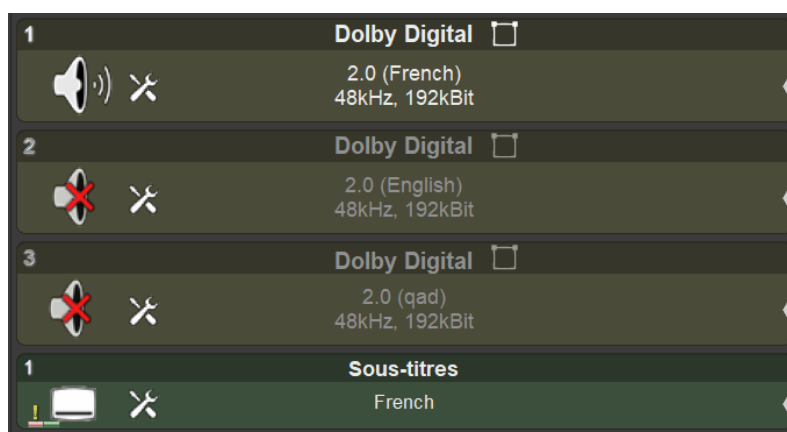 1
Dolby Digital
2.0 (French)
48kHz, 192kBit
2
Dolby Digital
2.0 (English)
48kHz, 192kBit
3
Dolby Digital
2.0 (qad)
48kHz, 192kBit
1
Sous-titres
!
French